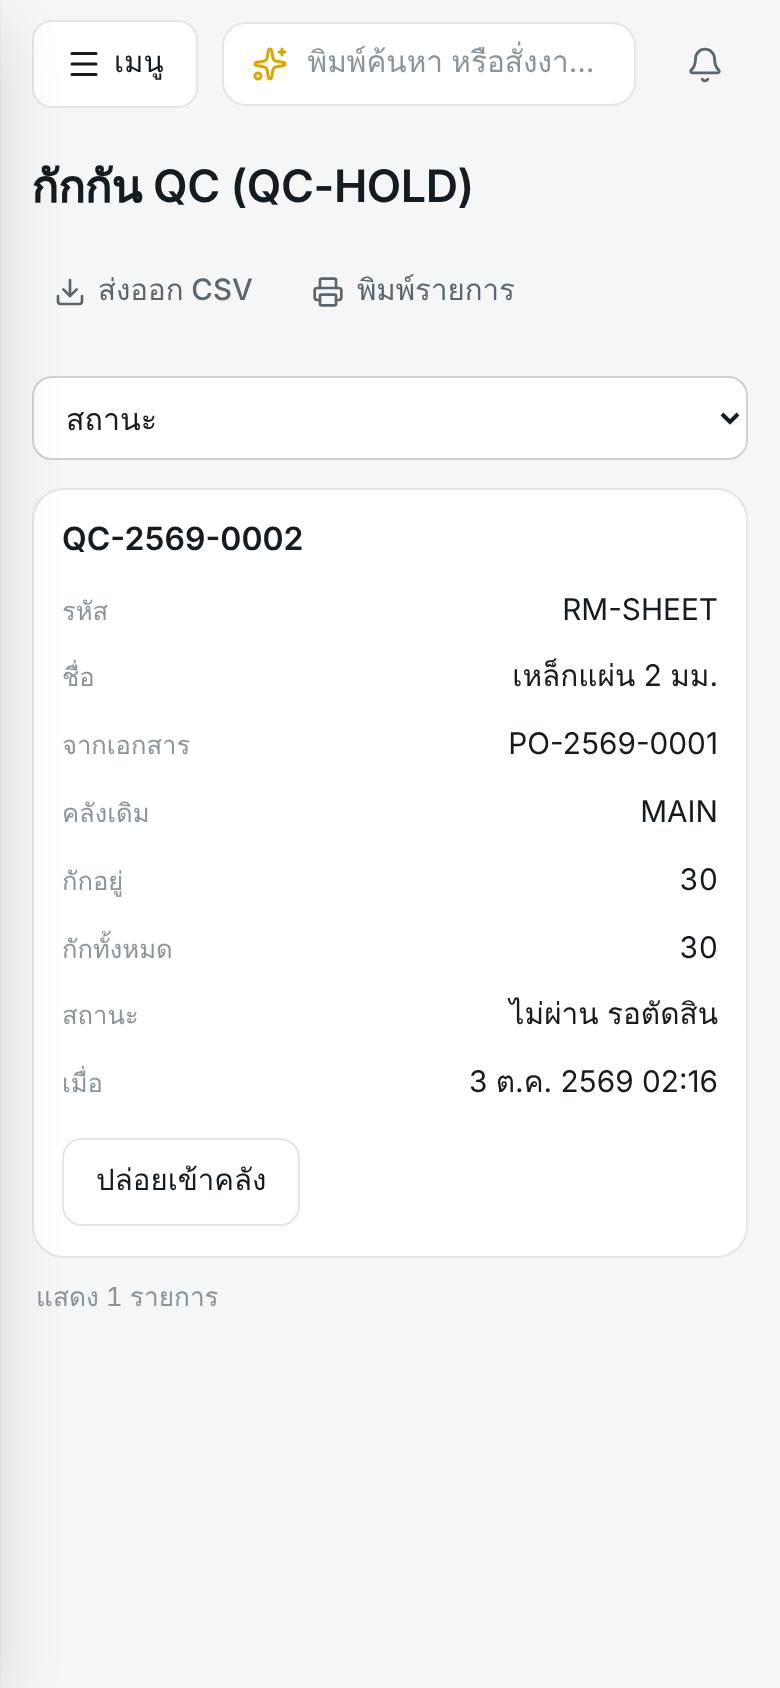 เมนู
พิมพ์ค้นหา หรือสั่งงา...
กักกัน QC (QC-HOLD)
ส่งออก CSV
พิมพ์รายการ
สถานะ
QC-2569-0002
รหัส RM-SHEET
ชื่อ เหล็กแผ่น 2 มม.
จากเอกสาร PO-2569-0001
คลังเดิม MAIN
กักอยู่ 30
กักทั้งหมด 30
สถานะ ไม่ผ่าน รอตัดสิน
เมื่อ 3 ต.ค. 2569 02:16
ปล่อยเข้าคลัง
แสดง 1 รายการ